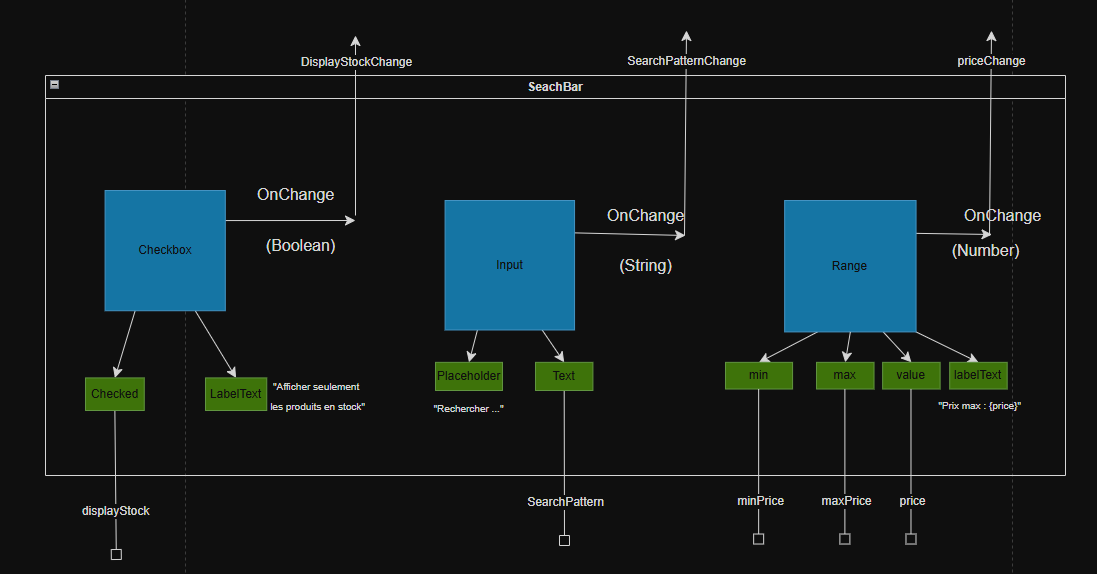 DisplayStockChange
SearchPatternChange
priceChange
SeachBar
OnChange
(Boolean)
Checkbox
OnChange
(String)
Input
OnChange
(Number)
Range
Checked
LabelText
"Afficher seulement
les produits en stock"
Placeholder
"Rechercher ..."
Text
min
max
value
labelText
"Prix max : {price}"
displayStock
SearchPattern
minPrice
maxPrice
price